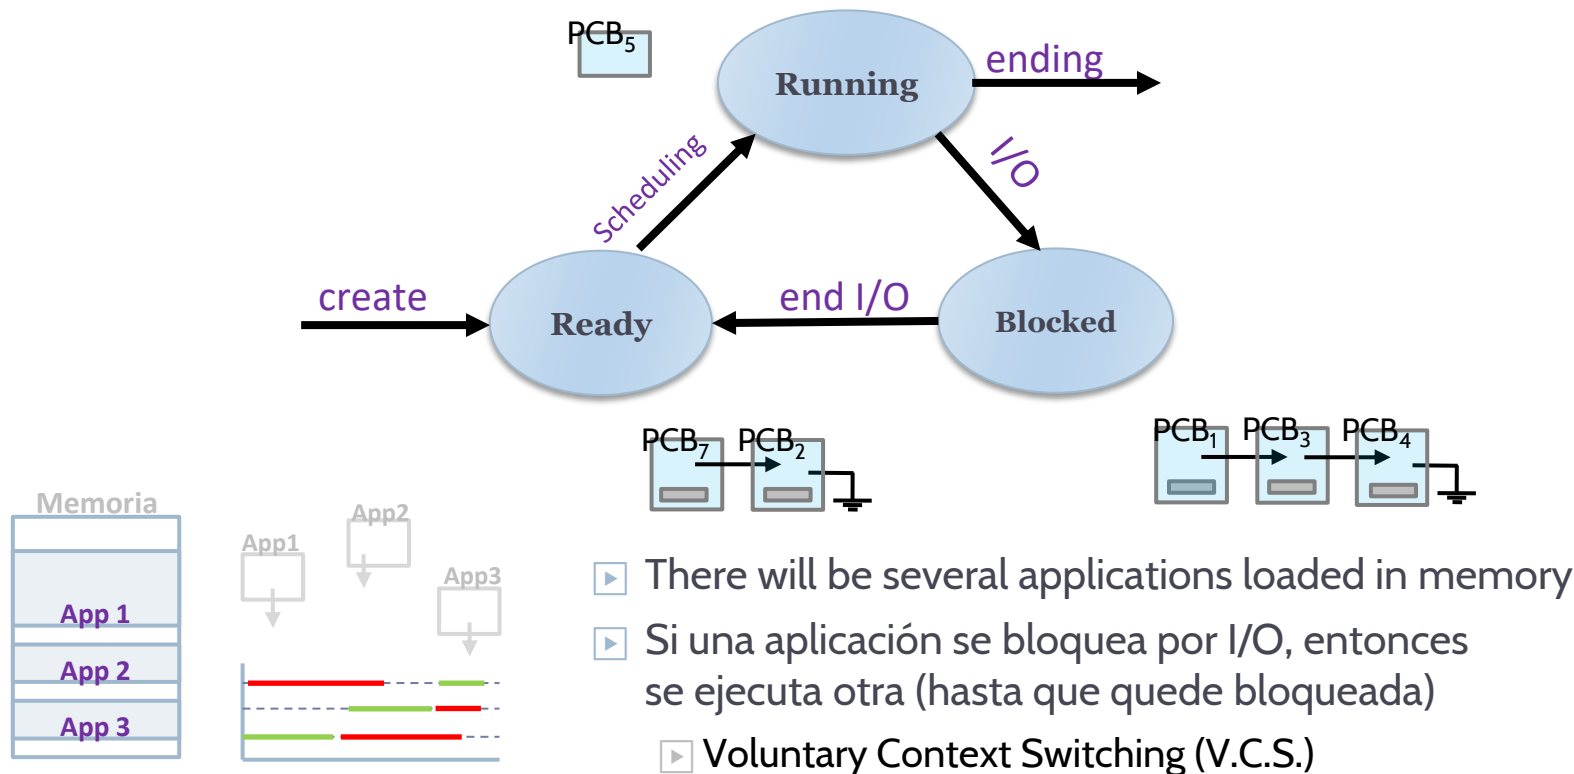 PCB5
Running
ending
Scheduling
I/O
create
Ready
end I/O
Blocked
PCB7
PCB2
PCB1
PCB3
PCB4
Memoria
App 1
App 2
App 3
App1
App2
App3
There will be several applications loaded in memory
Si una aplicación se bloquea por I/O, entonces
se ejecuta otra (hasta que quede bloqueada)
Voluntary Context Switching (V.C.S.)